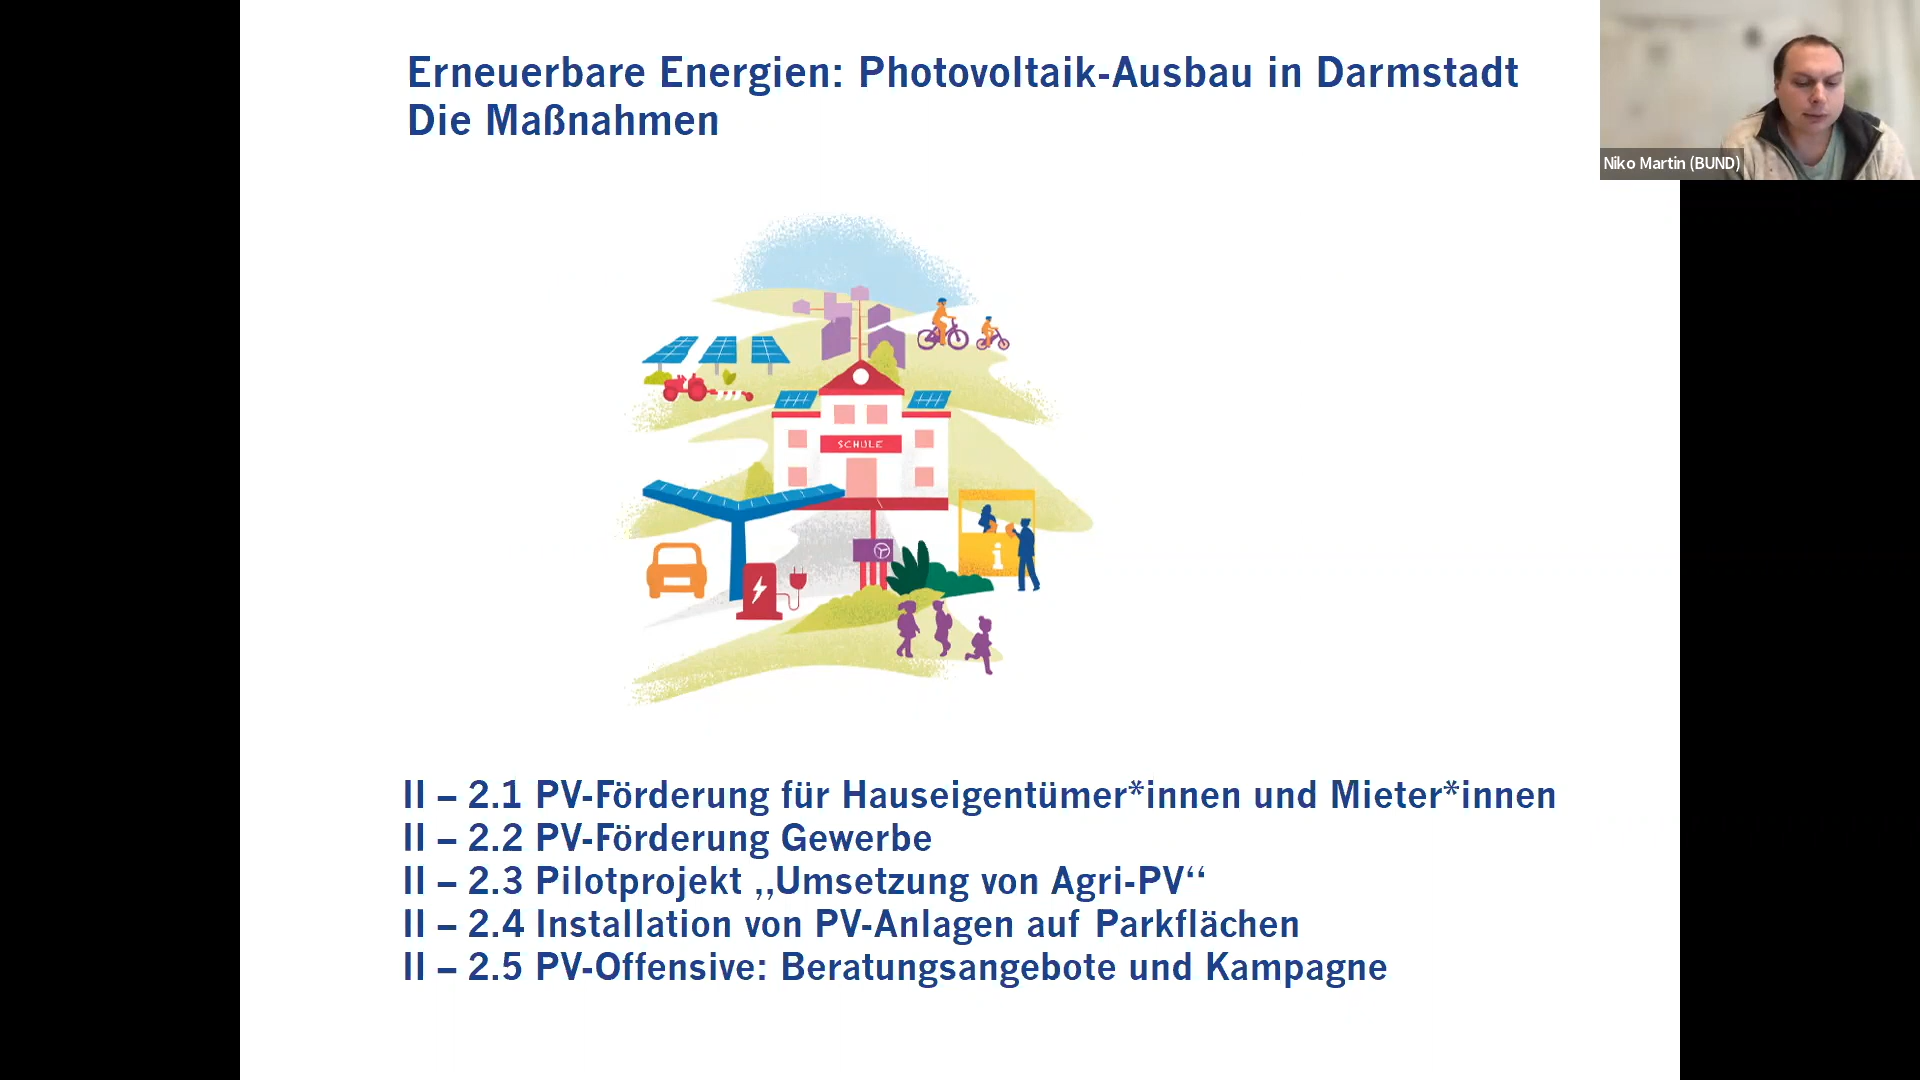 Erneuerbare Energien: Photovoltaik-Ausbau in Darmstadt
Die Maßnahmen
Niko Martin (BUND)
SCHULE
i
II – 2.1 PV-Förderung für Hauseigentümer*innen und Mieter*innen
II – 2.2 PV-Förderung Gewerbe
II – 2.3 Pilotprojekt „Umsetzung von Agri-PV“
II – 2.4 Installation von PV-Anlagen auf Parkflächen
II – 2.5 PV-Offensive: Beratungsangebote und Kampagne